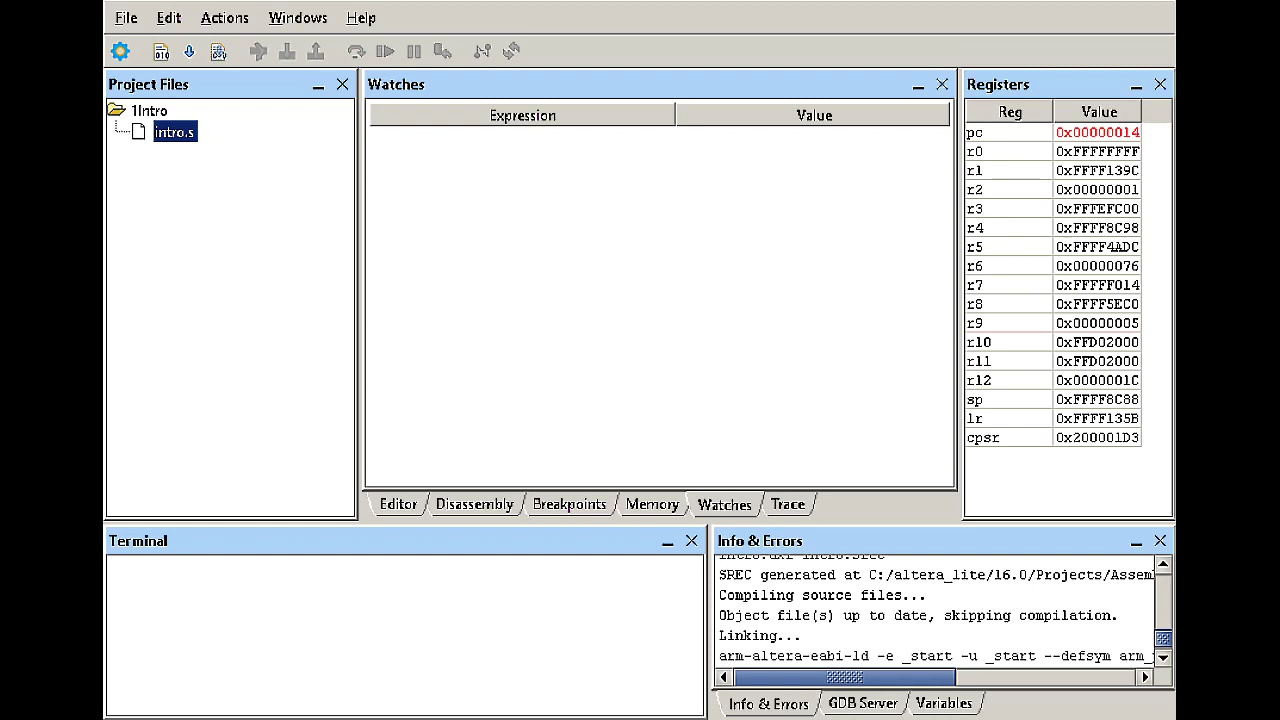 File Edit Actions Windows Help
Project Files
1Intro
intro.s
Watches
Expression Value
Editor Disassembly Breakpoints Memory Watches Trace
Registers
Reg Value
pc 0x00000014
r0 0xFFFFFFFF
r1 0xFFFF139C
r2 0x00000001
r3 0xFFFEFC00
r4 0xFFFF8C98
r5 0xFFFF4ADC
r6 0x00000076
r7 0xFFFFF014
r8 0xFFFF5EC0
r9 0x00000005
r10 0xFFD02000
r11 0xFFD02000
r12 0x0000001C
sp 0xFFFF8C88
lr 0xFFFF135B
cpsr 0x200001D3
Terminal
Info & Errors
intro.axf intro.srec
SREC generated at C:/altera_lite/16.0/Projects/Assem
Compiling source files...
Object file(s) up to date, skipping compilation.
Linking...
arm-altera-eabi-ld -e _start -u _start --defsym arm_
Info & Errors GDB Server Variables